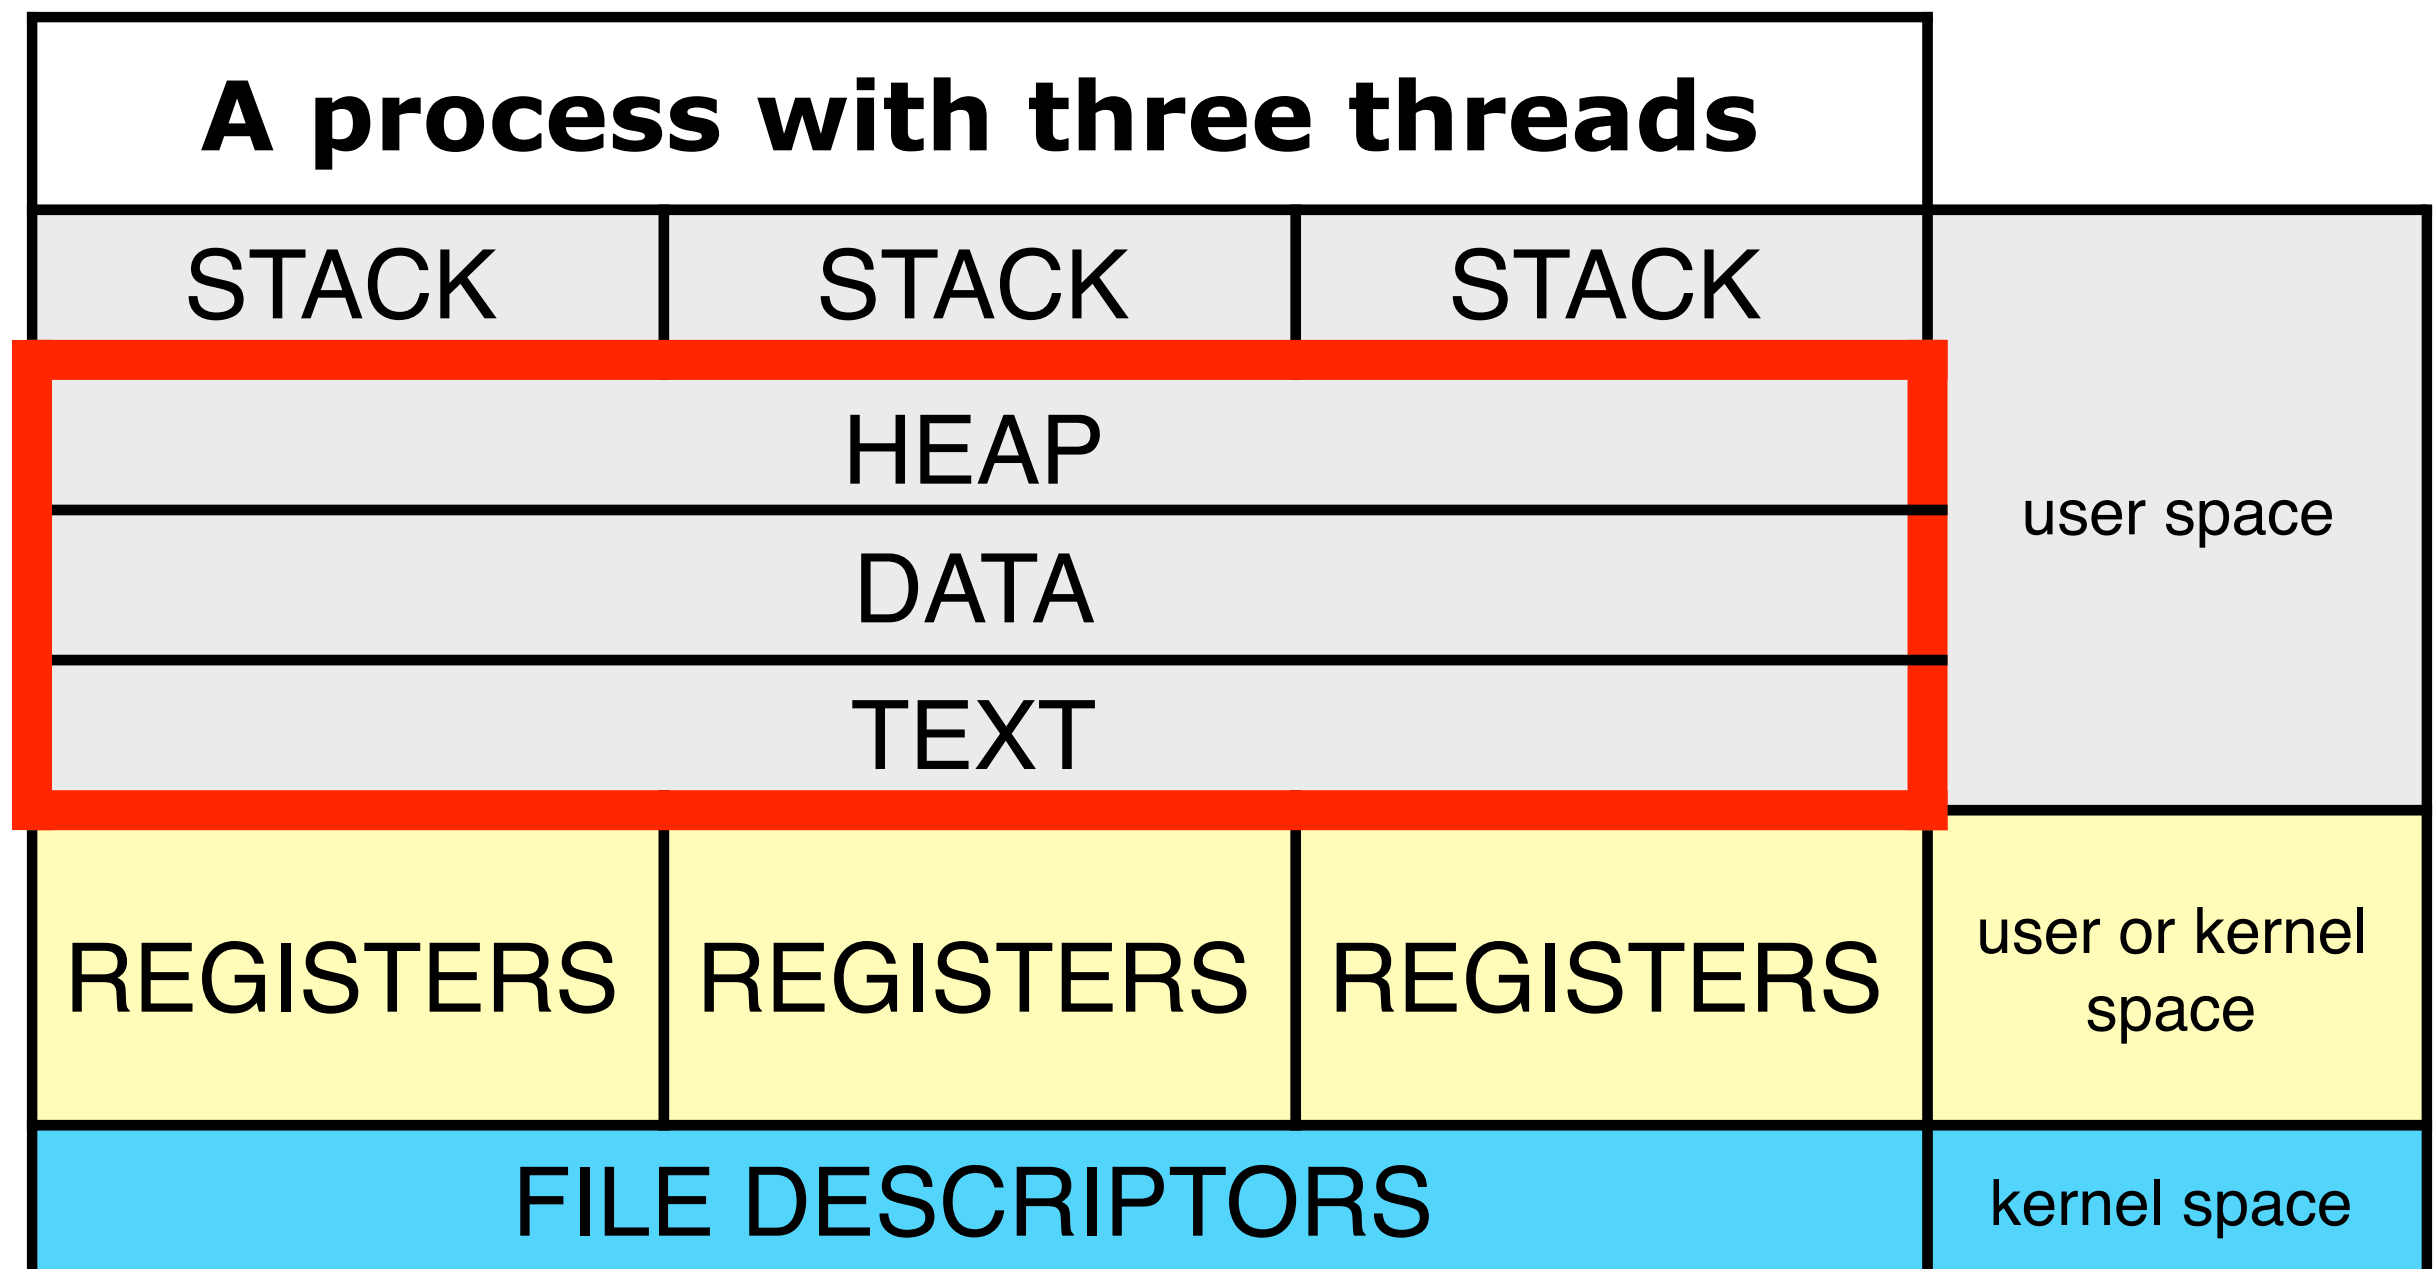 A process with three threads
STACK STACK STACK
HEAP
DATA
TEXT
user space
REGISTERS REGISTERS REGISTERS
user or kernel
space
FILE DESCRIPTORS
kernel space